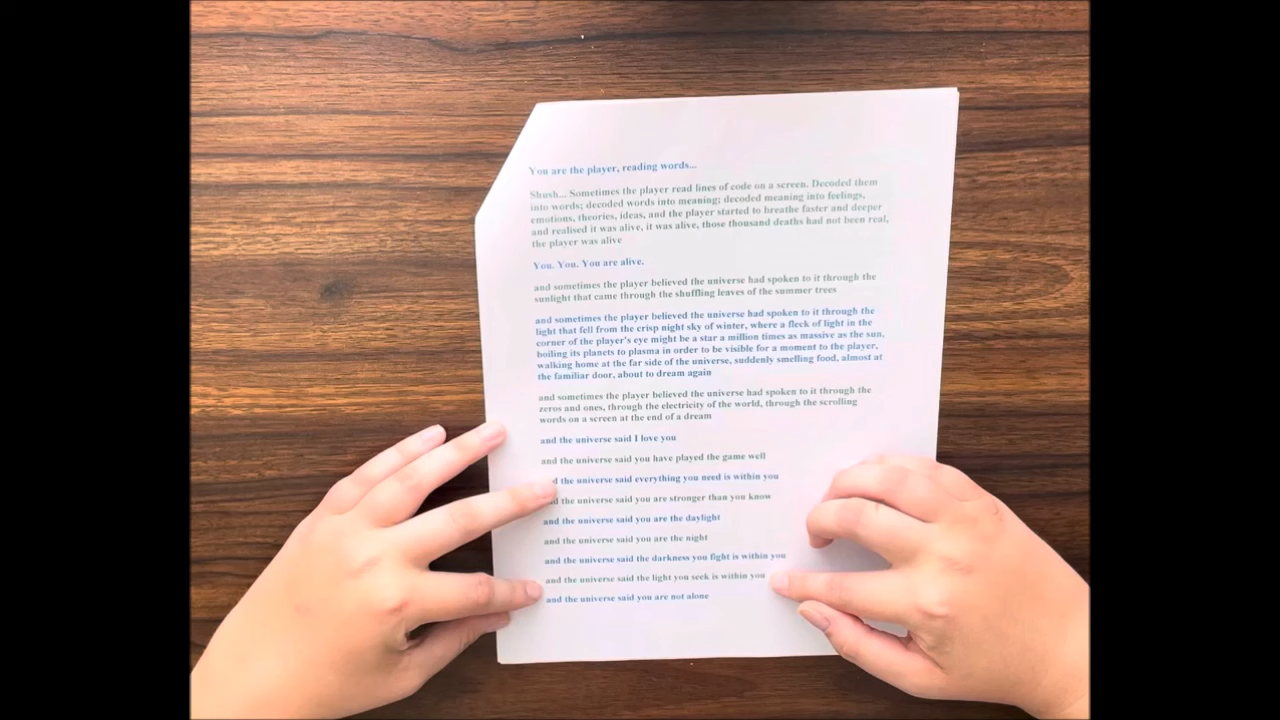 You are the player, reading words...
Shush... Sometimes the player read lines of code on a screen. Decoded them
into words; decoded words into meaning; decoded meaning into feelings,
emotions, theories, ideas, and the player started to breathe faster and deeper
and realised it was alive, it was alive, those thousand deaths had not been real,
the player was alive
You. You. You are alive.
and sometimes the player believed the universe had spoken to it through the
sunlight that came through the shuffling leaves of the summer trees
and sometimes the player believed the universe had spoken to it through the
light that fell from the crisp night sky of winter, where a fleck of light in the
corner of the player's eye might be a star a million times as massive as the sun,
boiling its planets to plasma in order to be visible for a moment to the player,
walking home at the far side of the universe, suddenly smelling food, almost at
the familiar door, about to dream again
and sometimes the player believed the universe had spoken to it through the
zeros and ones, through the electricity of the world, through the scrolling
words on a screen at the end of a dream
and the universe said I love you
and the universe said you have played the game well
the universe said everything you need is within you
the universe said you are stronger than you know
and the universe said you are the daylight
and the universe said you are the night
and the universe said the darkness you fight is within you
and the universe said the light you seek is within you
and the universe said you are not alone